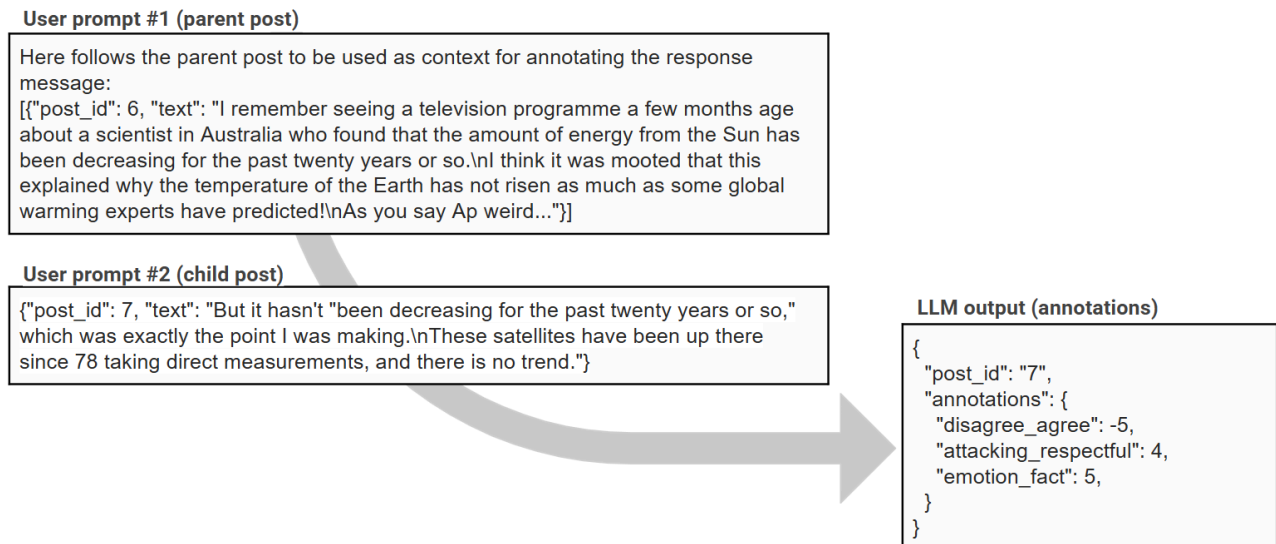 User prompt #1 (parent post)
Here follows the parent post to be used as context for annotating the response
message:
[{"post_id": 6, "text": "I remember seeing a television programme a few months age
about a scientist in Australia who found that the amount of energy from the Sun has
been decreasing for the past twenty years or so.\nI think it was mooted that this
explained why the temperature of the Earth has not risen as much as some global
warming experts have predicted!\nAs you say Ap weird..."}]
User prompt #2 (child post)
{"post_id": 7, "text": "But it hasn't "been decreasing for the past twenty years or so,"
which was exactly the point I was making.\nThese satellites have been up there
since 78 taking direct measurements, and there is no trend."}
LLM output (annotations)
{
"post_id": "7",
"annotations": {
"disagree_agree": -5,
"attacking_respectful": 4,
"emotion_fact": 5,
}
}